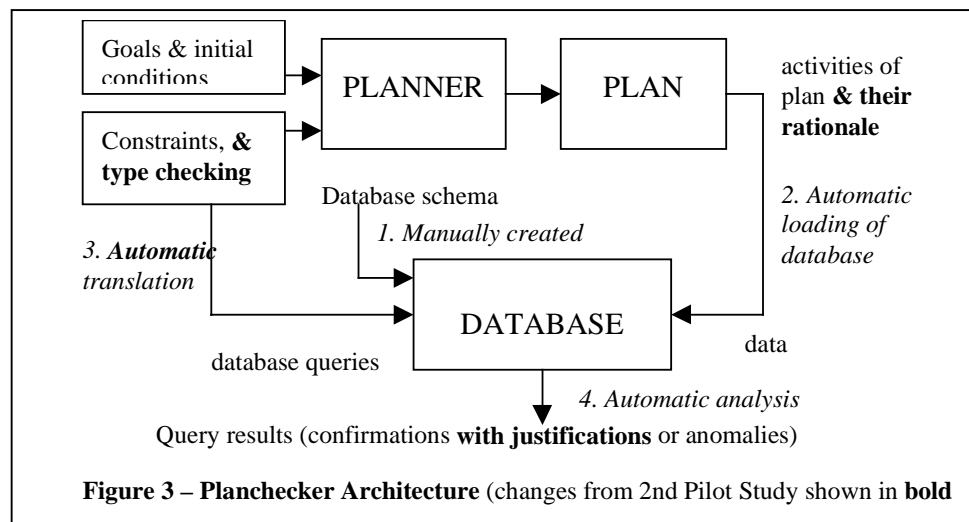 Goals & initial
conditions
PLANNER
PLAN
activities of
plan & their
rationale
Constraints, &
type checking
Database schema
1. Manually created
2. Automatic
loading of
database
3. Automatic
translation
DATABASE
database queries
data
4. Automatic analysis
Query results (confirmations with justifications or anomalies)
Figure 3 – Planchecker Architecture (changes from 2nd Pilot Study shown in bold